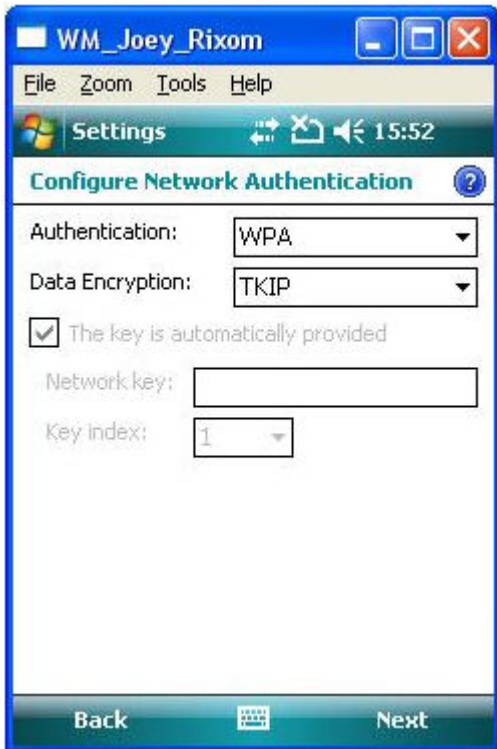 WM_Joey_Rixom
File Zoom Tools Help
Settings 15:52
Configure Network Authentication ?
Authentication: WPA
Data Encryption: TKIP
The key is automatically provided
Network key:
Key index: 1
Back Next